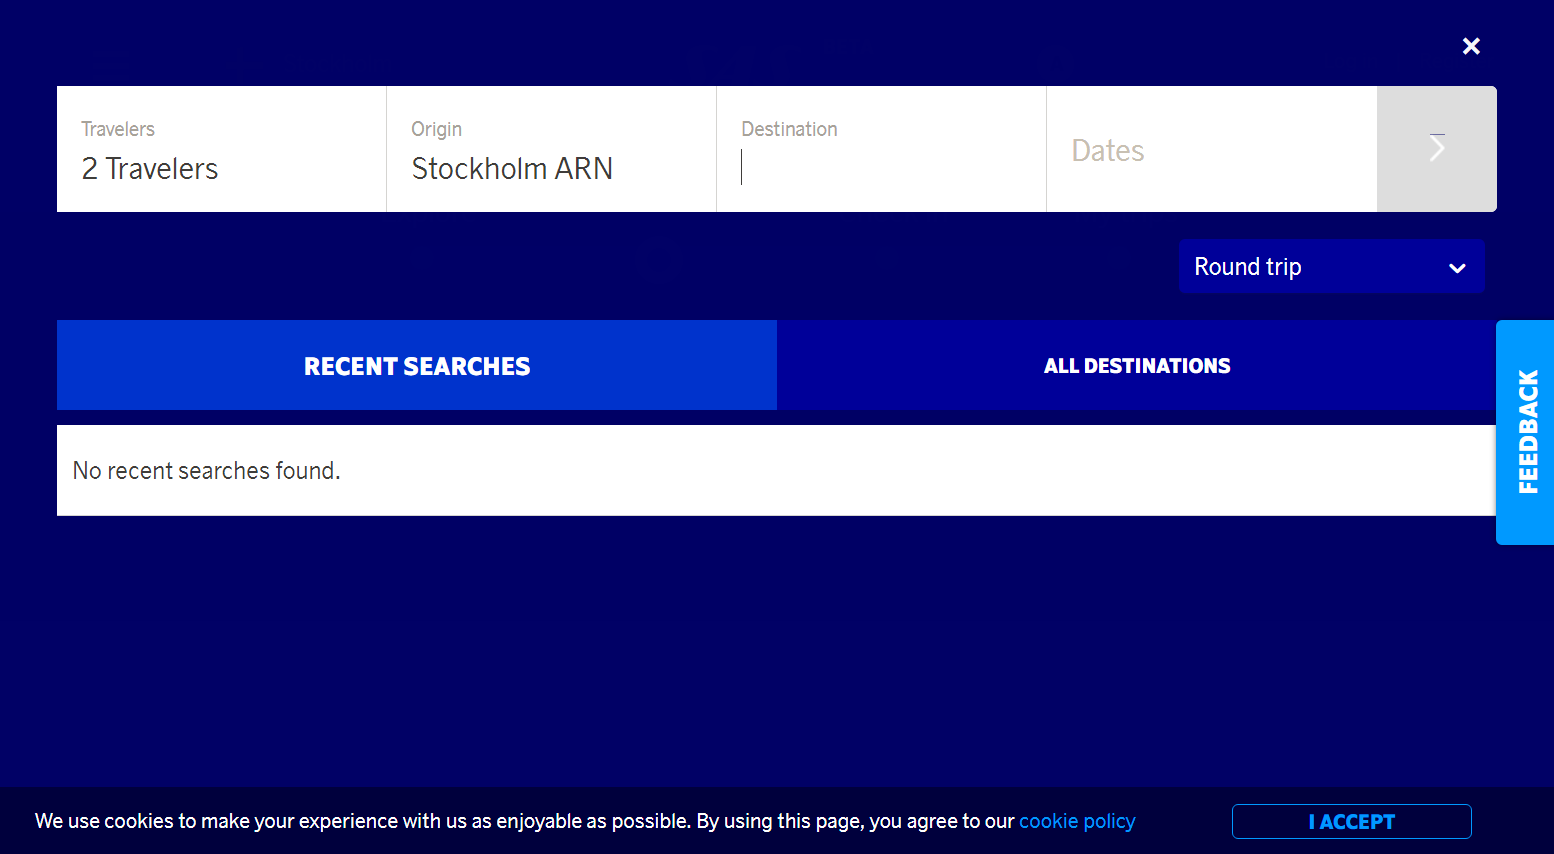 Travelers
2 Travelers
Origin
Stockholm ARN
Destination
Dates
Round trip
RECENT SEARCHES
ALL DESTINATIONS
FEEDBACK
No recent searches found.
We use cookies to make your experience with us as enjoyable as possible. By using this page, you agree to our cookie policy
I ACCEPT